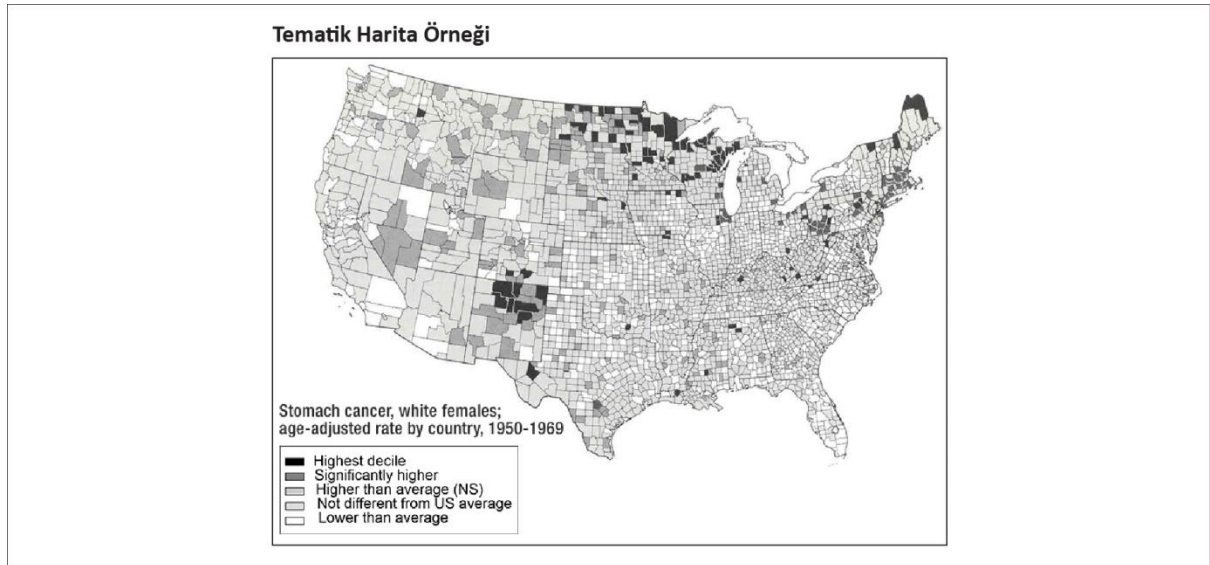 Tematik Harita Örneği
Stomach cancer, white females;
age-adjusted rate by country, 1950-1969
Highest decile
Significantly higher
Higher than average (NS)
Not different from US average
Lower than average